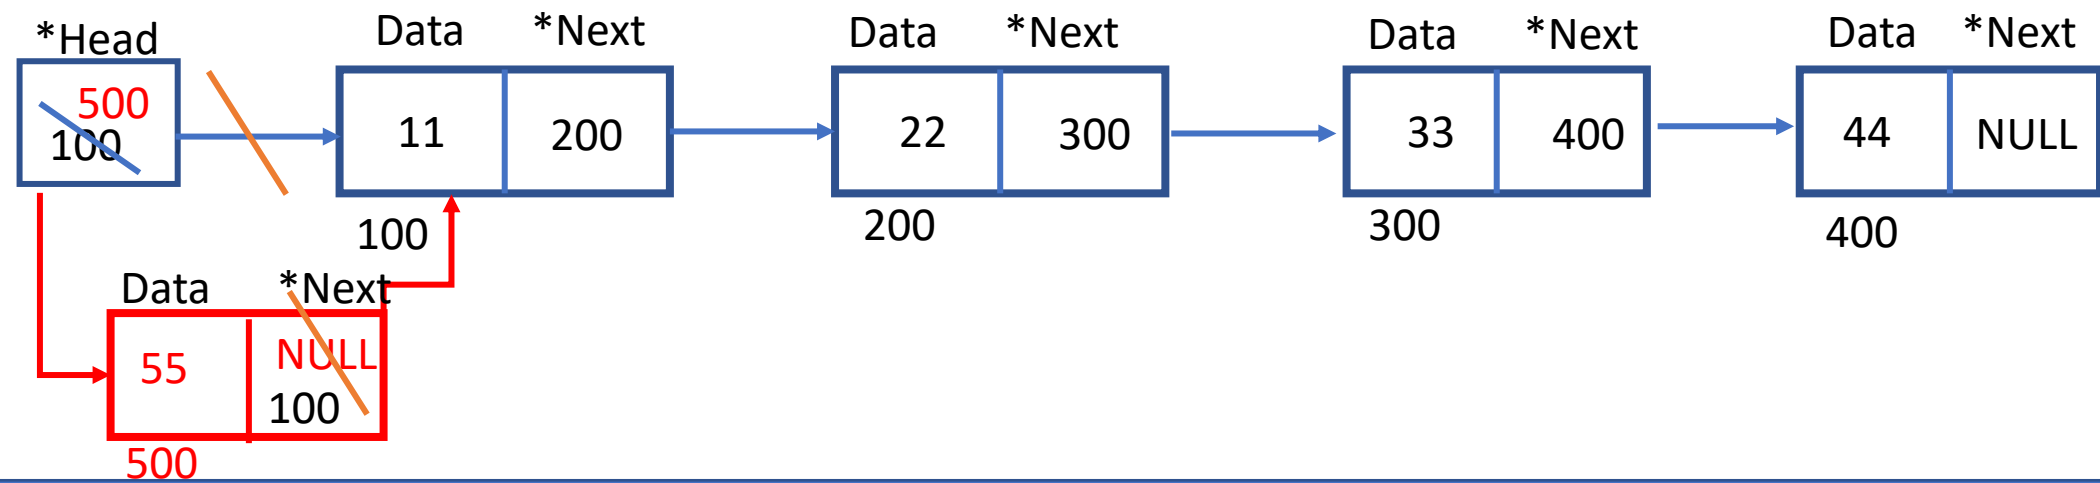 *Head
500
100
Data *Next
11 200
100
Data *Next
22 300
200
Data *Next
33 400
300
Data *Next
44 NULL
400
Data *Next
55 NULL
100
500